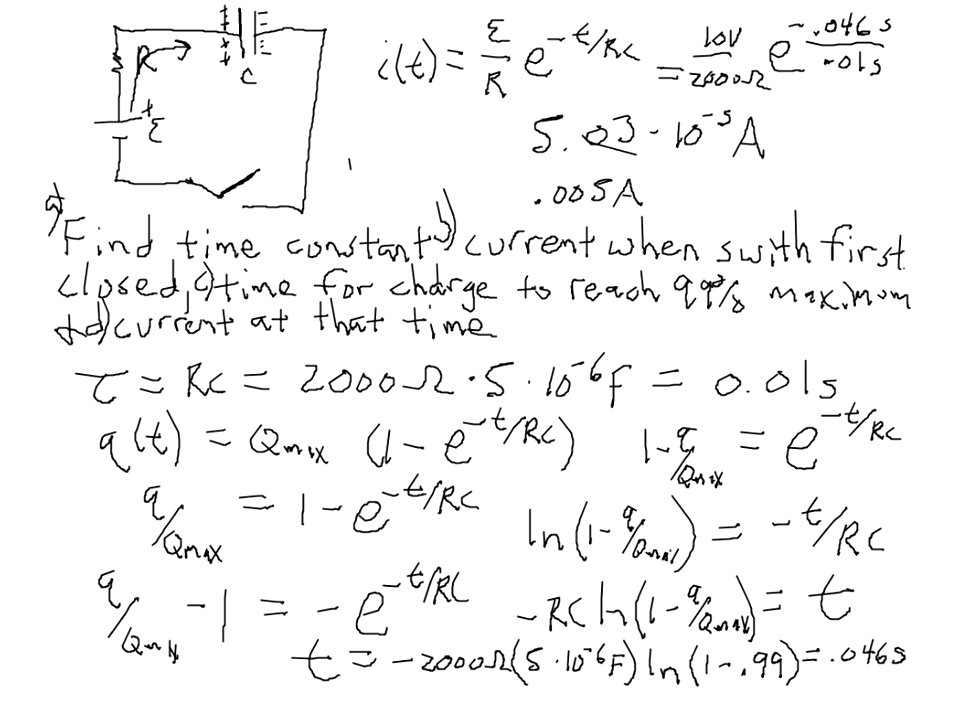 R C
+ ε
i(t) = ε/R e^-t/RC = 10V/2000Ω e^-.046s/.01s
5.03 · 10^-5 A
.005A
a) Find time constant b) current when swith first
closed, c) time for charge to reach 99% maximum
+ d) current at that time
τ = RC = 2000Ω · 5 · 10^-6 F = 0.01s
q(t) = Qmax (1 - e^-t/RC) 1 - q/Qmax = e^-t/RC
q/Qmax = 1 - e^-t/RC ln(1 - q/Qmax) = -t/RC
q/Qmax - 1 = -e^-t/RC -RC ln(1 - q/Qmax) = t
t = -2000Ω(5 · 10^-6 F) ln(1 - .99) = .046s